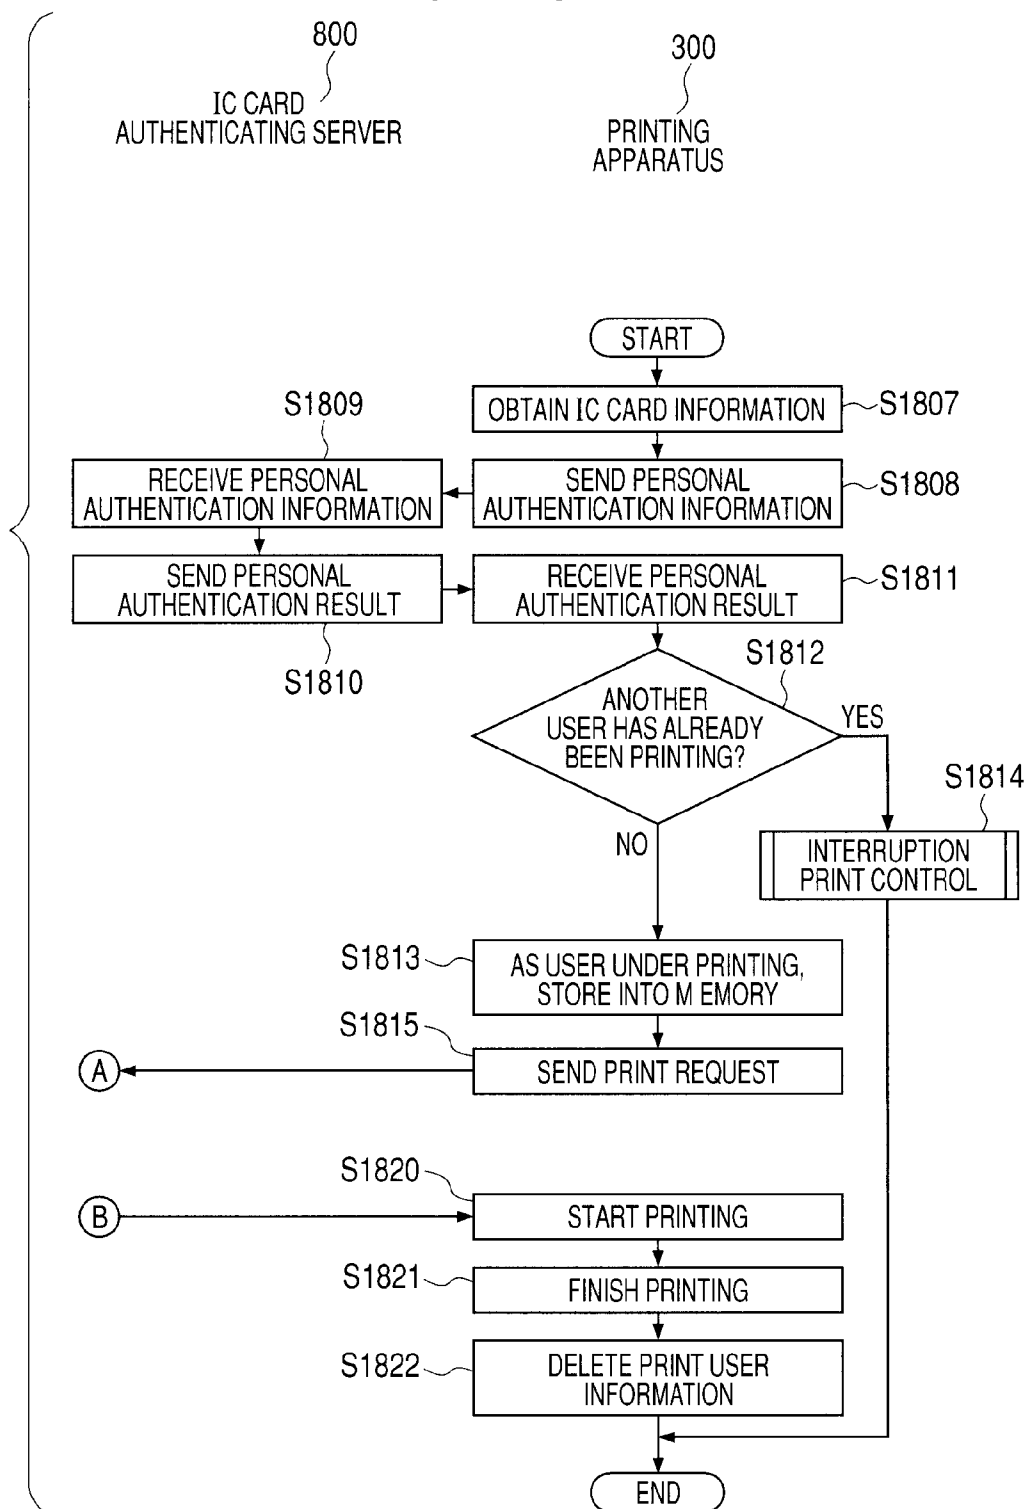 800
IC CARD
AUTHENTICATING SERVER
300
PRINTING
APPARATUS
START
OBTAIN IC CARD INFORMATION
S1807
S1809
RECEIVE PERSONAL
AUTHENTICATION INFORMATION
SEND PERSONAL
AUTHENTICATION INFORMATION
S1808
SEND PERSONAL
AUTHENTICATION RESULT
S1810
RECEIVE PERSONAL
AUTHENTICATION RESULT
S1811
S1812
ANOTHER
USER HAS ALREADY
BEEN PRINTING?
YES
NO
S1814
INTERRUPTION
PRINT CONTROL
S1813
AS USER UNDER PRINTING,
STORE INTO M EMORY
S1815
SEND PRINT REQUEST
A
S1820
B
START PRINTING
S1821
FINISH PRINTING
S1822
DELETE PRINT USER
INFORMATION
END